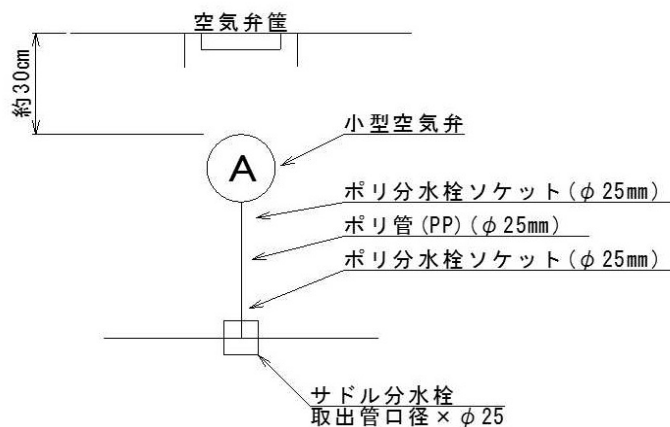 空気弁筐
約30cm
小型空気弁
A
ポリ分水栓ソケット(φ25mm)
ポリ管(PP)(φ25mm)
ポリ分水栓ソケット(φ25mm)
サドル分水栓
取出管口径×φ25